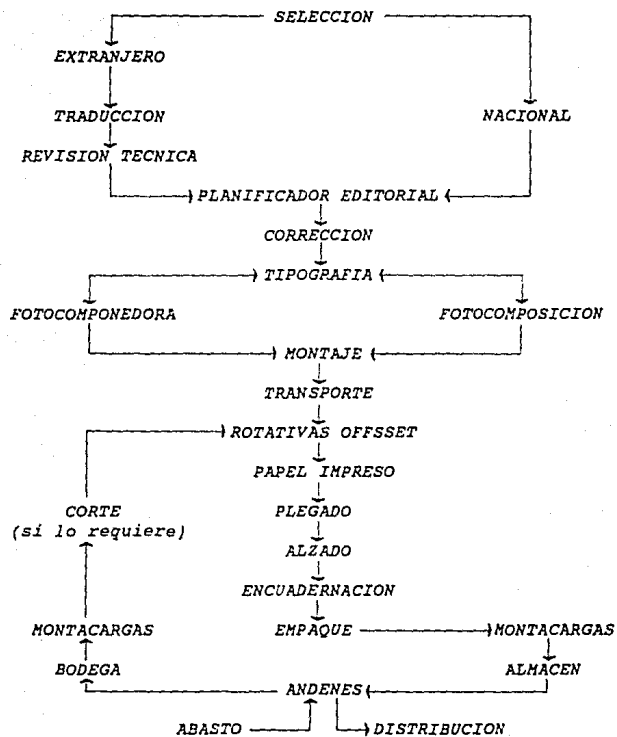 SELECCION
EXTRANJERO
TRADUCCION
NACIONAL
REVISION TECNICA
PLANIFICADOR EDITORIAL
CORRECCION
TIPOGRAFIA
FOTOCOMPONEDORA
FOTOCOMPOSICION
MONTAJE
TRANSPORTE
ROTATIVAS OFFSSET
PAPEL IMPRESO
CORTE
(si lo requiere)
PLEGADO
ALZADO
ENCUADERNACION
MONTACARGAS
EMPAQUE
MONTACARGAS
BODEGA
ALMACEN
ANDENES
ABASTO
DISTRIBUCION